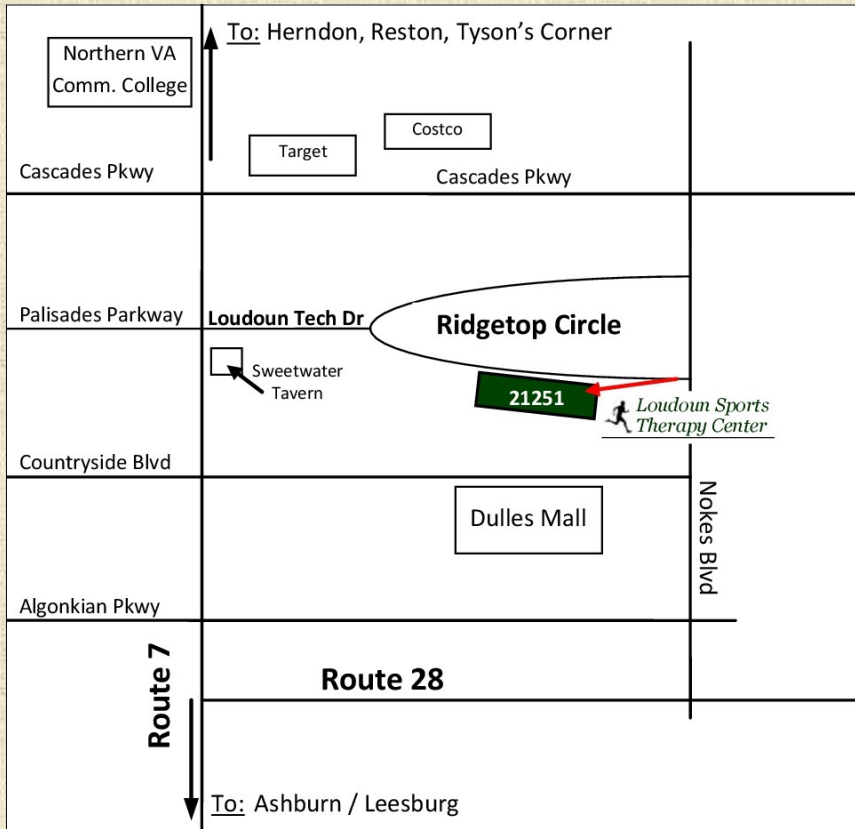 To: Herndon, Reston, Tyson's Corner
Northern VA
Comm. College
Costco
Target
Cascades Pkwy
Cascades Pkwy
Palisades Parkway
Loudoun Tech Dr
Ridgetop Circle
Sweetwater
Tavern
21251
Loudoun Sports
Therapy Center
Countryside Blvd
Dulles Mall
Nokes Blvd
Algonkian Pkwy
Route 7
Route 28
To: Ashburn / Leesburg